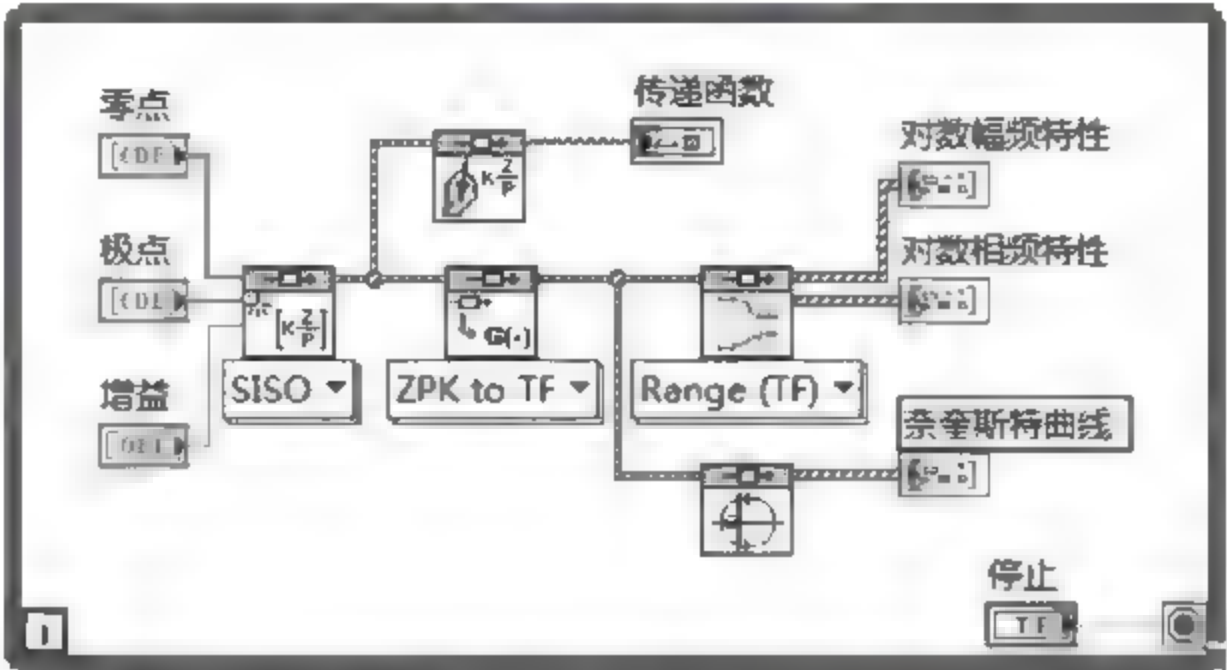 零点
传递函数
对数幅频特性
极点
对数相频特性
增益
K Z/P
[K Z/P]
G(·)
SISO
ZPK to TF
Range (TF)
奈奎斯特曲线
停止
TF